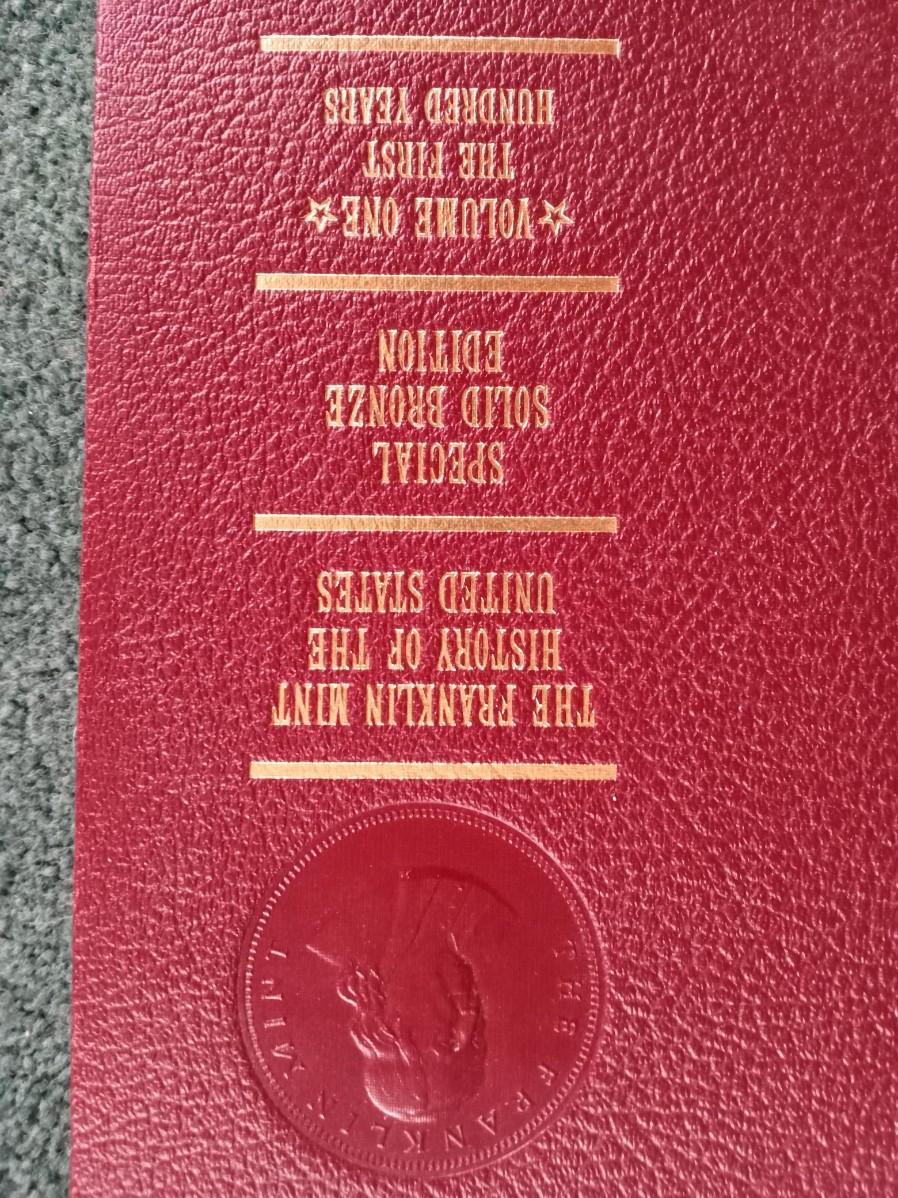 THE FRANKLIN MINT
THE FRANKLIN MINT
HISTORY OF THE
UNITED STATES
SPECIAL
SOLID BRONZE
EDITION
☆VOLUME ONE☆
THE FIRST
HUNDRED YEARS